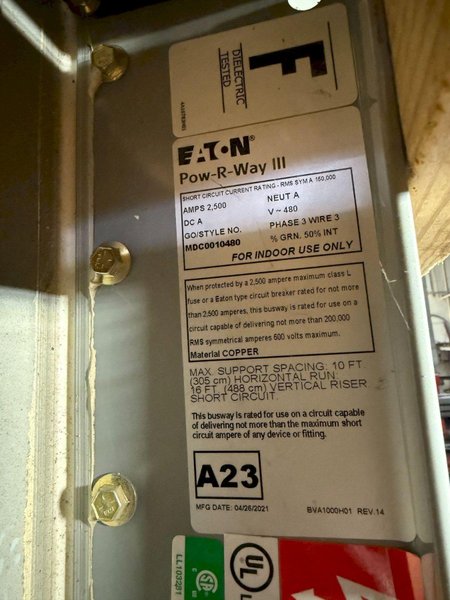 F
DIELECTRIC
TESTED
EATON®
Pow-R-Way III
SHORT CIRCUIT CURRENT RATING - RMS SYM A 150,000
AMPS 2,500 NEUT A
DC A V ~ 480
GO/STYLE NO. PHASE 3 WIRE 3
MDC0010480 % GRN. 50% INT
FOR INDOOR USE ONLY
When protected by a 2,500 ampere maximum class L
fuse or a Eaton type circuit breaker rated for not more
than 2,500 amperes, this busway is rated for use on a
circuit capable of delivering not more than 200,000
RMS symmetrical amperes 600 volts maximum.
Material COPPER
MAX. SUPPORT SPACING: 10 FT
(305 cm) HORIZONTAL RUN.
16 FT. (488 cm) VERTICAL RISER
SHORT CIRCUIT.
This busway is rated for use on a circuit capable
of delivering not more than the maximum short
circuit ampere of any device or fitting.
A23
MFG DATE: 04/26/2021 BVA1000H01 REV.14
UL